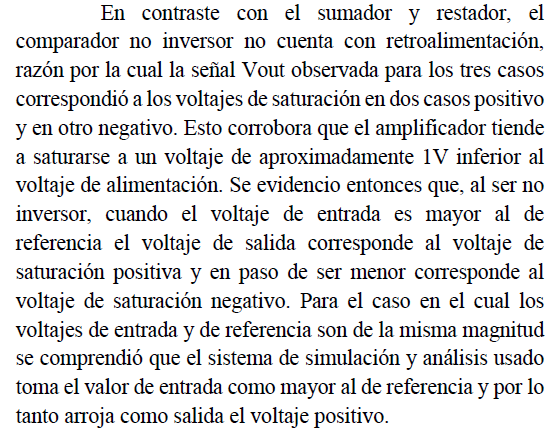 En contraste con el sumador y restador, el
comparador no inversor no cuenta con retroalimentación,
razón por la cual la señal Vout observada para los tres casos
correspondió a los voltajes de saturación en dos casos positivo
y en otro negativo. Esto corrobora que el amplificador tiende
a saturarse a un voltaje de aproximadamente 1V inferior al
voltaje de alimentación. Se evidencio entonces que, al ser no
inversor, cuando el voltaje de entrada es mayor al de
referencia el voltaje de salida corresponde al voltaje de
saturación positiva y en paso de ser menor corresponde al
voltaje de saturación negativo. Para el caso en el cual los
voltajes de entrada y de referencia son de la misma magnitud
se comprendió que el sistema de simulación y análisis usado
toma el valor de entrada como mayor al de referencia y por lo
tanto arroja como salida el voltaje positivo.